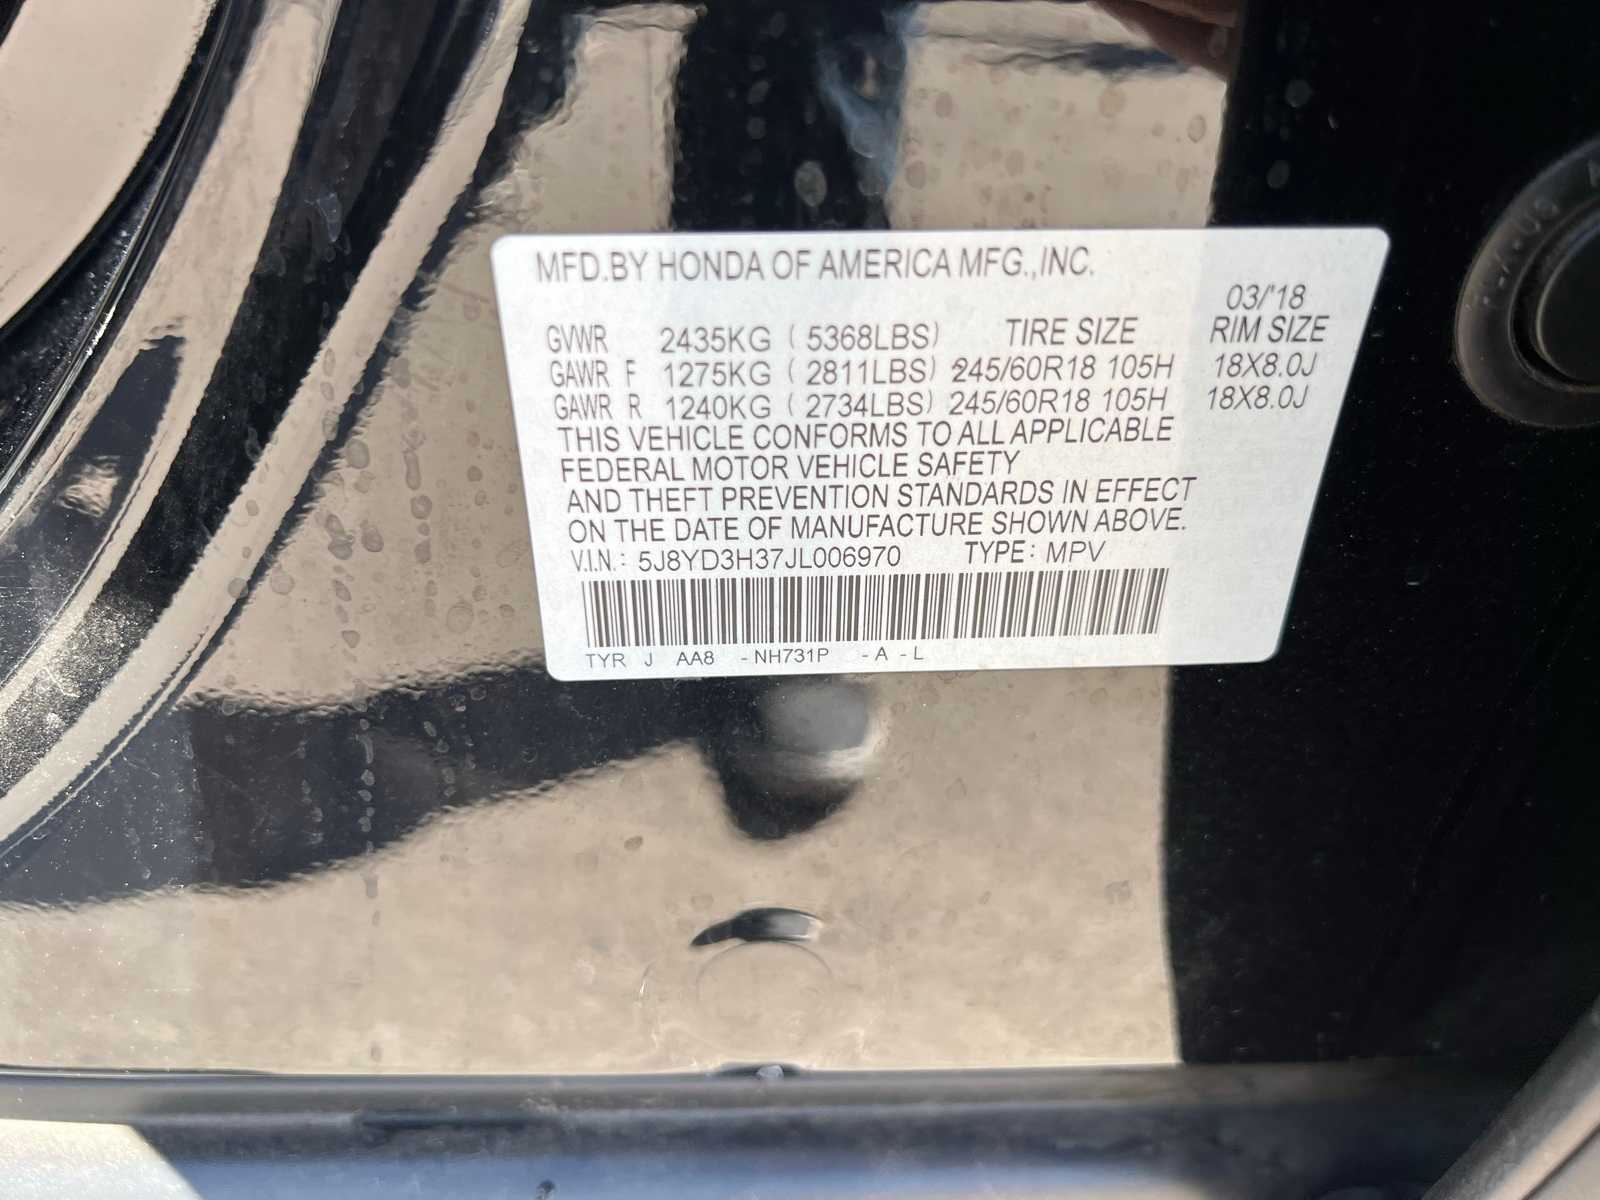 MFD.BY HONDA OF AMERICA MFG.,INC.
03/'18
GVWR 2435KG ( 5368LBS) TIRE SIZE RIM SIZE
GAWR F 1275KG ( 2811LBS) 245/60R18 105H 18X8.0J
GAWR R 1240KG ( 2734LBS) 245/60R18 105H 18X8.0J
THIS VEHICLE CONFORMS TO ALL APPLICABLE
FEDERAL MOTOR VEHICLE SAFETY
AND THEFT PREVENTION STANDARDS IN EFFECT
ON THE DATE OF MANUFACTURE SHOWN ABOVE.
V.I.N.: 5J8YD3H37JL006970 TYPE: MPV
TYR J AA8 -NH731P -A -L